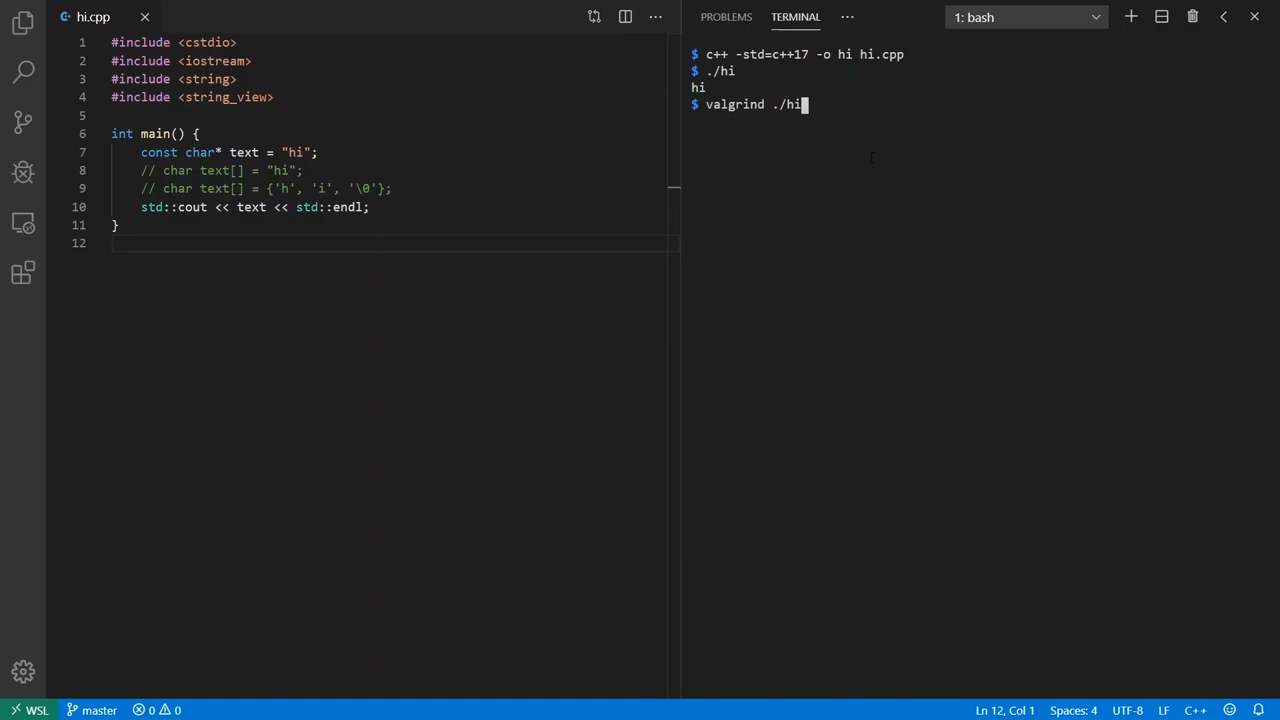 hi.cpp
1 #include <cstdio>
2 #include <iostream>
3 #include <string>
4 #include <string_view>
5
6 int main() {
7     const char* text = "hi";
8     // char text[] = "hi";
9     // char text[] = {'h', 'i', '\0'};
10     std::cout << text << std::endl;
11 }
12
PROBLEMS TERMINAL ··· 1: bash
$ c++ -std=c++17 -o hi hi.cpp
$ ./hi
hi
$ valgrind ./hi
WSL master 0 0 Ln 12, Col 1 Spaces: 4 UTF-8 LF C++